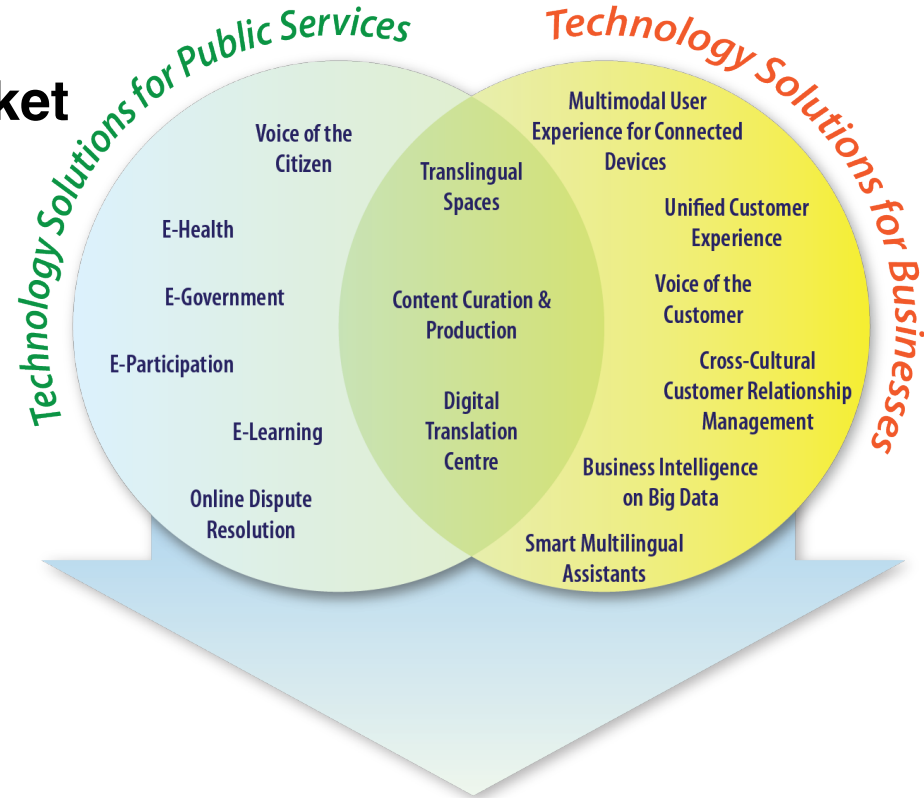 ket
Technology Solutions for Public Services
Technology Solutions for Businesses
Voice of the
Citizen
E-Health
E-Government
E-Participation
E-Learning
Online Dispute
Resolution
Translingual
Spaces
Content Curation &
Production
Digital
Translation
Centre
Multimodal User
Experience for Connected
Devices
Unified Customer
Experience
Voice of the
Customer
Cross-Cultural
Customer Relationship
Management
Business Intelligence
on Big Data
Smart Multilingual
Assistants